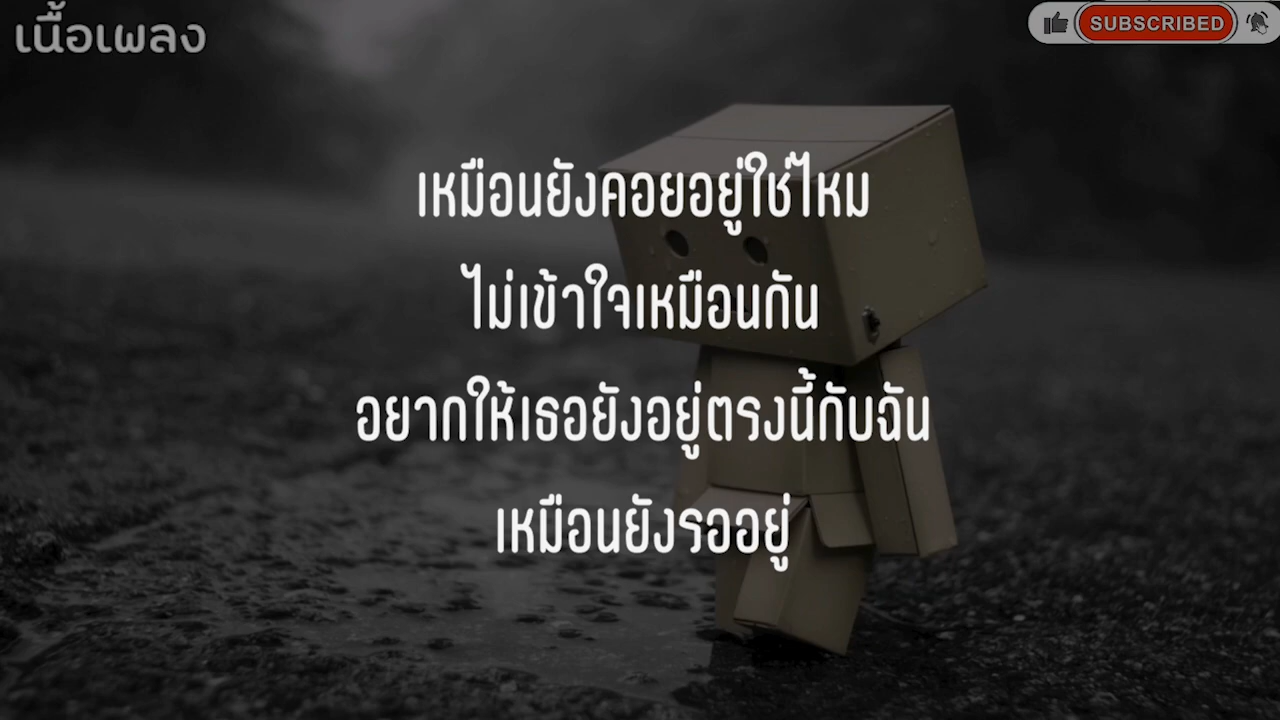 เนื้อเพลง
SUBSCRIBED
เหมือนยังคอยอยู่ใช่ไหม
ไม่เข้าใจเหมือนกัน
อยากให้เธอยังอยู่ตรงนี้กับฉัน
เหมือนยังรออยู่